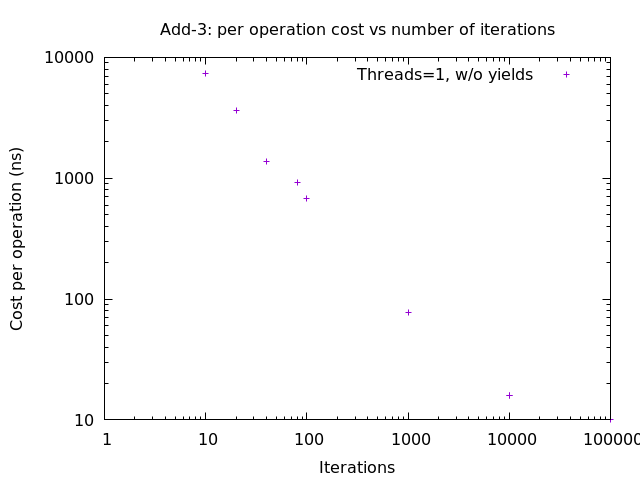 Add-3: per operation cost vs number of iterations
Threads=1, w/o yields
Cost per operation (ns)
10000
1000
100
10
1 10 100 1000 10000 100000
Iterations